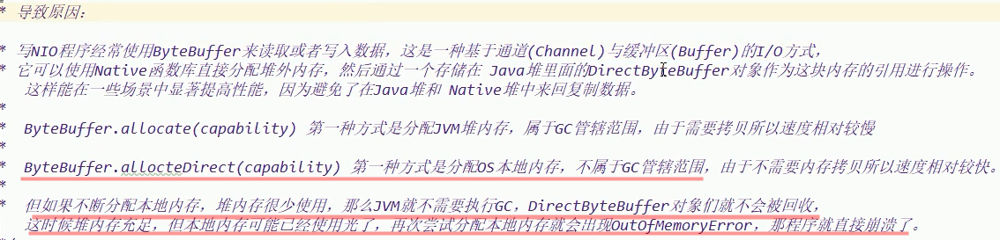 * 导致原因:
* 写NIO程序经常使用ByteBuffer来读取或者写入数据，这是一种基于通道(Channel)与缓冲区(Buffer)的I/O方式，
* 它可以使用Native函数库直接分配堆外内存，然后通过一个存储在 Java堆里面的DirectByteBuffer对象作为这块内存的引用进行操作。
这样能在一些场景中显著提高性能，因为避免了在Java堆和 Native堆中来回复制数据。
*
* ByteBuffer.allocate(capability) 第一种方式是分配JVM堆内存，属于GC管辖范围，由于需要拷贝所以速度相对较慢
*
* ByteBuffer.allocteDirect(capability) 第一种方式是分配OS本地内存，不属于GC管辖范围，由于不需要内存拷贝所以速度相对较快。
*
* 但如果不断分配本地内存，堆内存很少使用，那么JVM就不需要执行GC，DirectByteBuffer对象们就不会被回收，
这时候堆内存充足，但本地内存可能已经使用光了，再次尝试分配本地内存就会出现OutOfMemoryError，那程序就直接崩溃了。